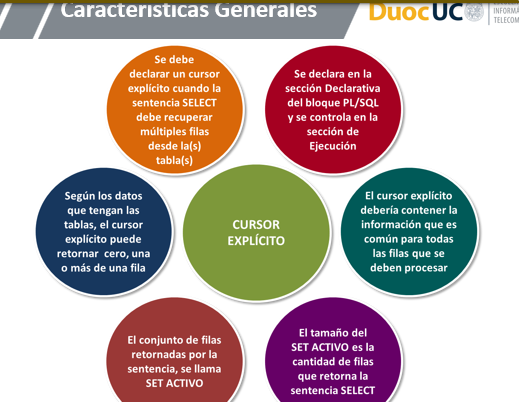 Características Generales
DuocUC
INFORMÁ
TELECOM
Se debe
declarar un cursor
explícito cuando la
sentencia SELECT
debe recuperar
múltiples filas
desde la(s)
tabla(s)
Se declara en la
sección Declarativa
del bloque PL/SQL
y se controla en la
sección de
Ejecución
Según los datos
que tengan las
tablas, el cursor
explícito puede
retornar cero, una
o más de una fila
CURSOR
EXPLÍCITO
El cursor explícito
debería contener la
información que es
común para todas
las filas que se
deben procesar
El conjunto de filas
retornadas por la
sentencia, se llama
SET ACTIVO
El tamaño del
SET ACTIVO es la
cantidad de filas
que retorna la
sentencia SELECT